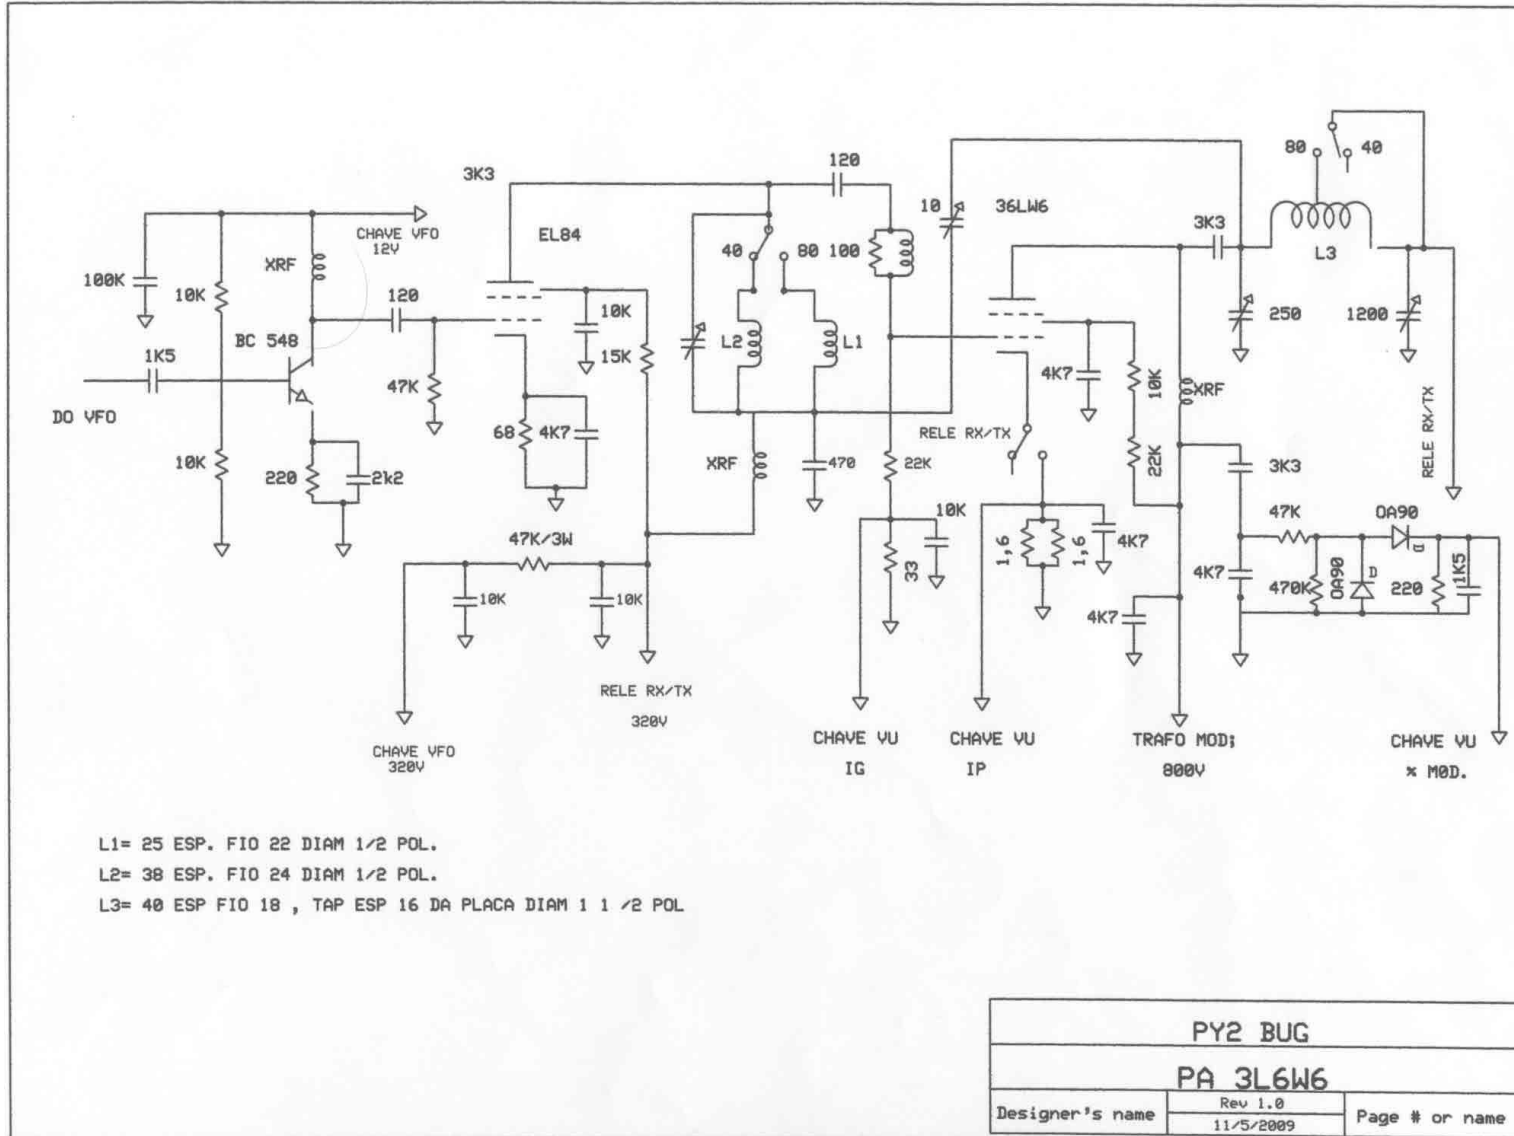 3K3
120
80
40
10
36LW6
CHAVE VFO
12V
EL84
3K3
L3
XRF
40
80
100
100K
10K
120
10K
250
1200
BC 548
15K
L2
L1
1K5
47K
4K7
10K
XRF
DO VFO
68
4K7
RELE RX/TX
10K
220
2k2
XRF
470
22K
22K
3K3
RELE RX/TX
10K
47K
OA90
47K/3W
33
1,6
1,6
4K7
4K7
470K
OA90
D
D
220
1K5
10K
10K
4K7
RELE RX/TX
320V
CHAVE VFO
320V
CHAVE VU
IG
CHAVE VU
IP
TRAFO MOD;
800V
CHAVE VU
% MOD.
L1= 25 ESP. FIO 22 DIAM 1/2 POL.
L2= 38 ESP. FIO 24 DIAM 1/2 POL.
L3= 40 ESP FIO 18 , TAP ESP 16 DA PLACA DIAM 1 1 /2 POL
PY2 BUG
PA 3L6W6
Designer's name
Rev 1.0
11/5/2009
Page # or name